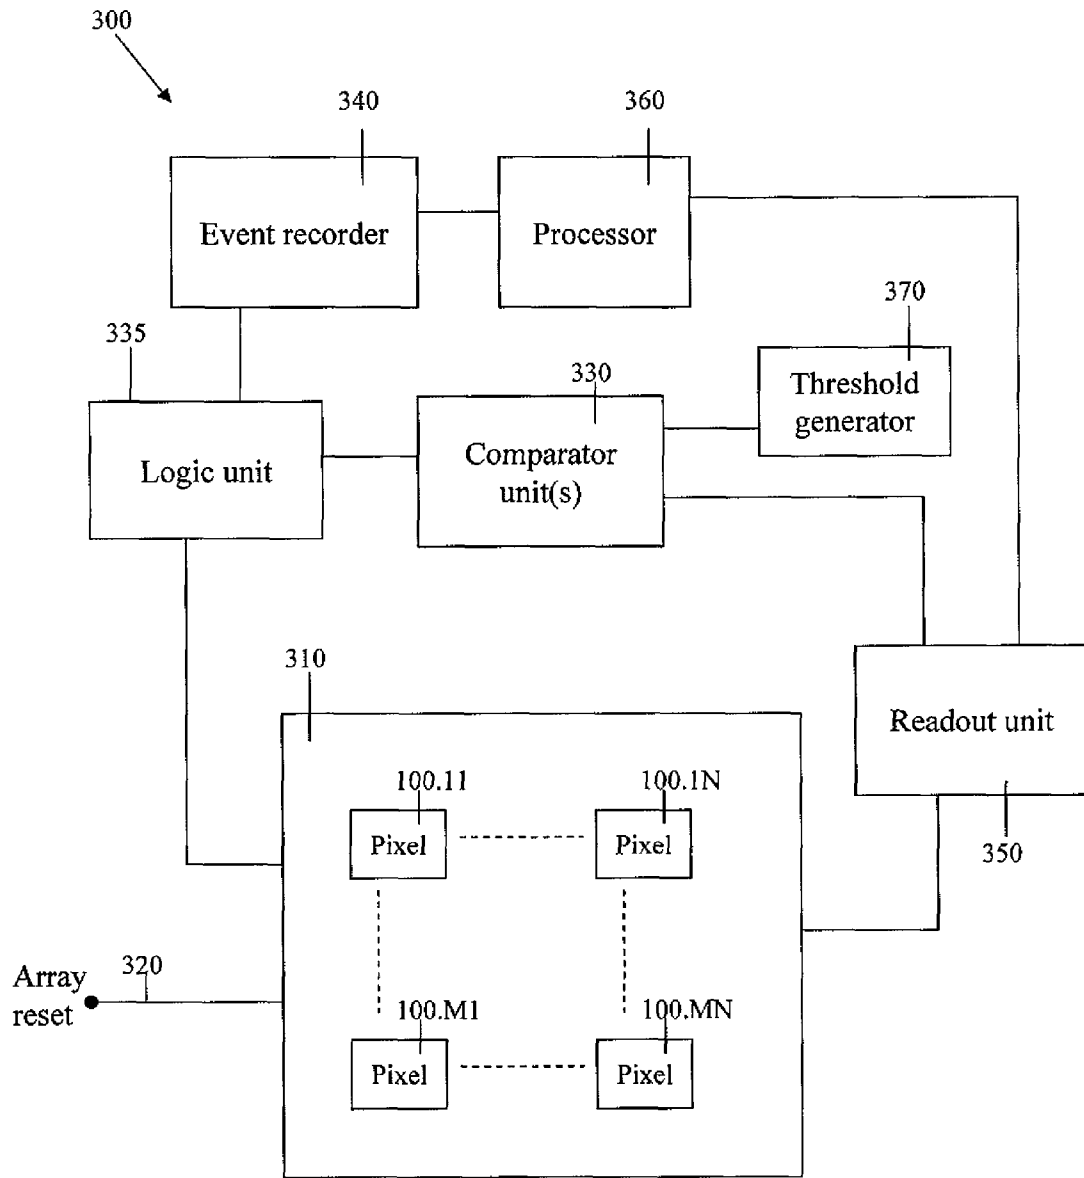 300
340
360
Event recorder
Processor
370
335
330
Threshold
generator
Logic unit
Comparator
unit(s)
310
Readout unit
100.11
100.1N
Pixel
Pixel
350
320
Array
reset
100.M1
100.MN
Pixel
Pixel